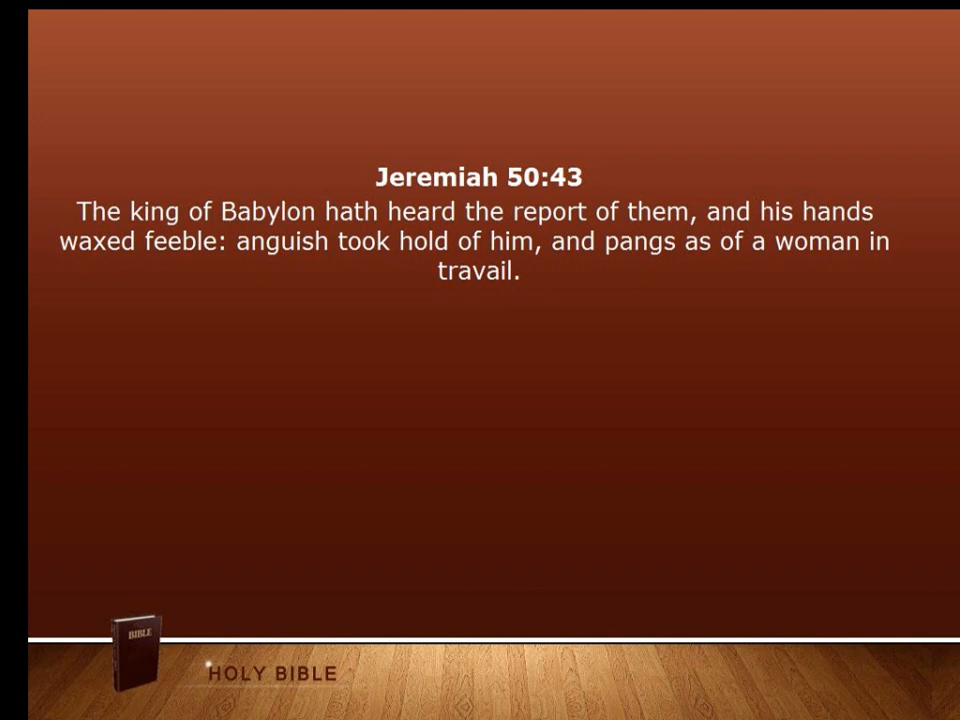 Jeremiah 50:43
The king of Babylon hath heard the report of them, and his hands
waxed feeble: anguish took hold of him, and pangs as of a woman in
travail.
BIBLE
HOLY BIBLE